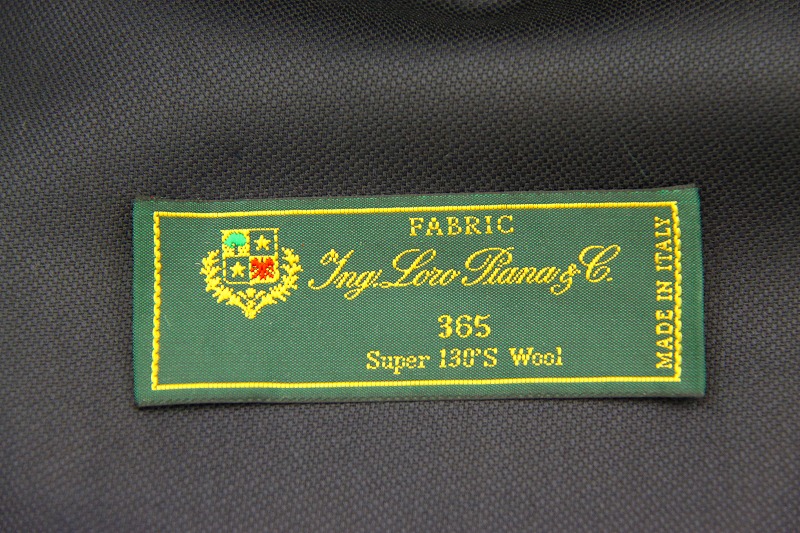 FABRIC
Ing. Loro Piana & C.
365
Super 130'S Wool
MADE IN ITALY